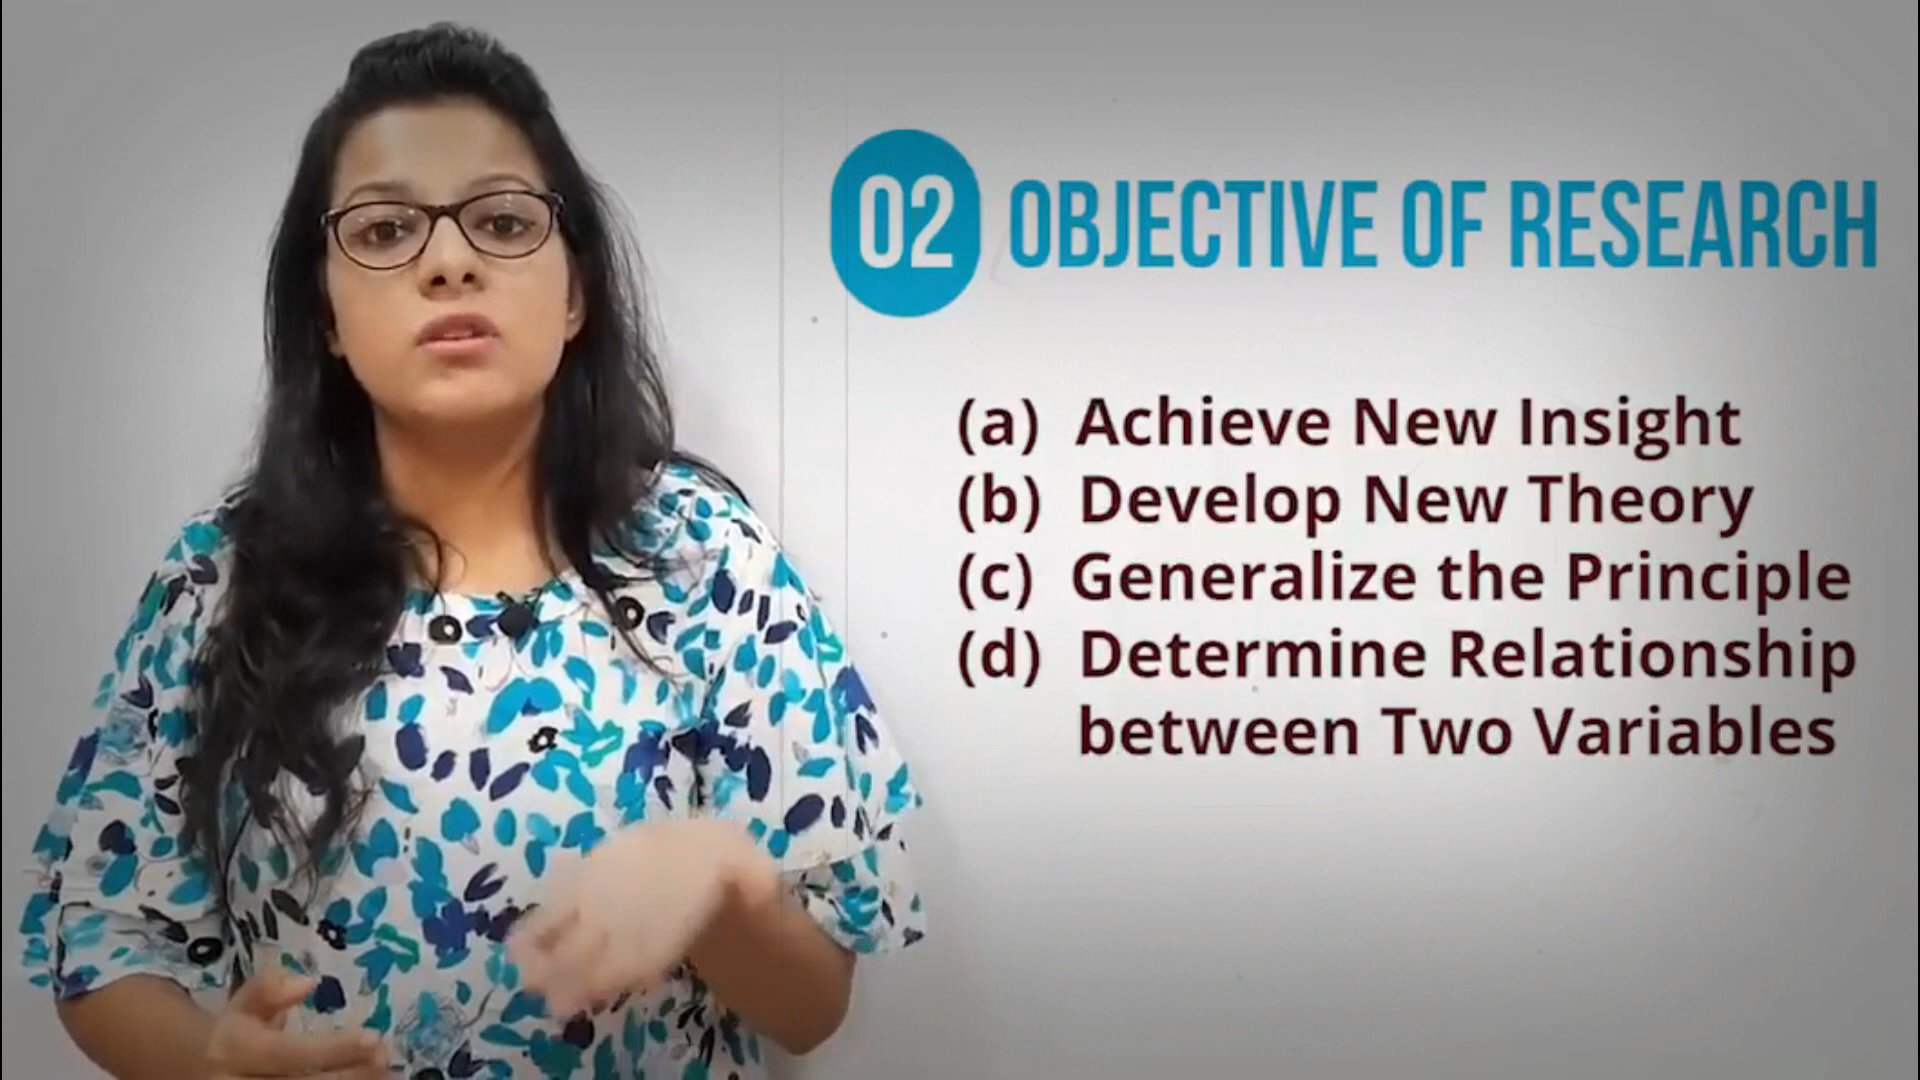 02 OBJECTIVE OF RESEARCH
(a) Achieve New Insight
(b) Develop New Theory
(c) Generalize the Principle
(d) Determine Relationship
between Two Variables